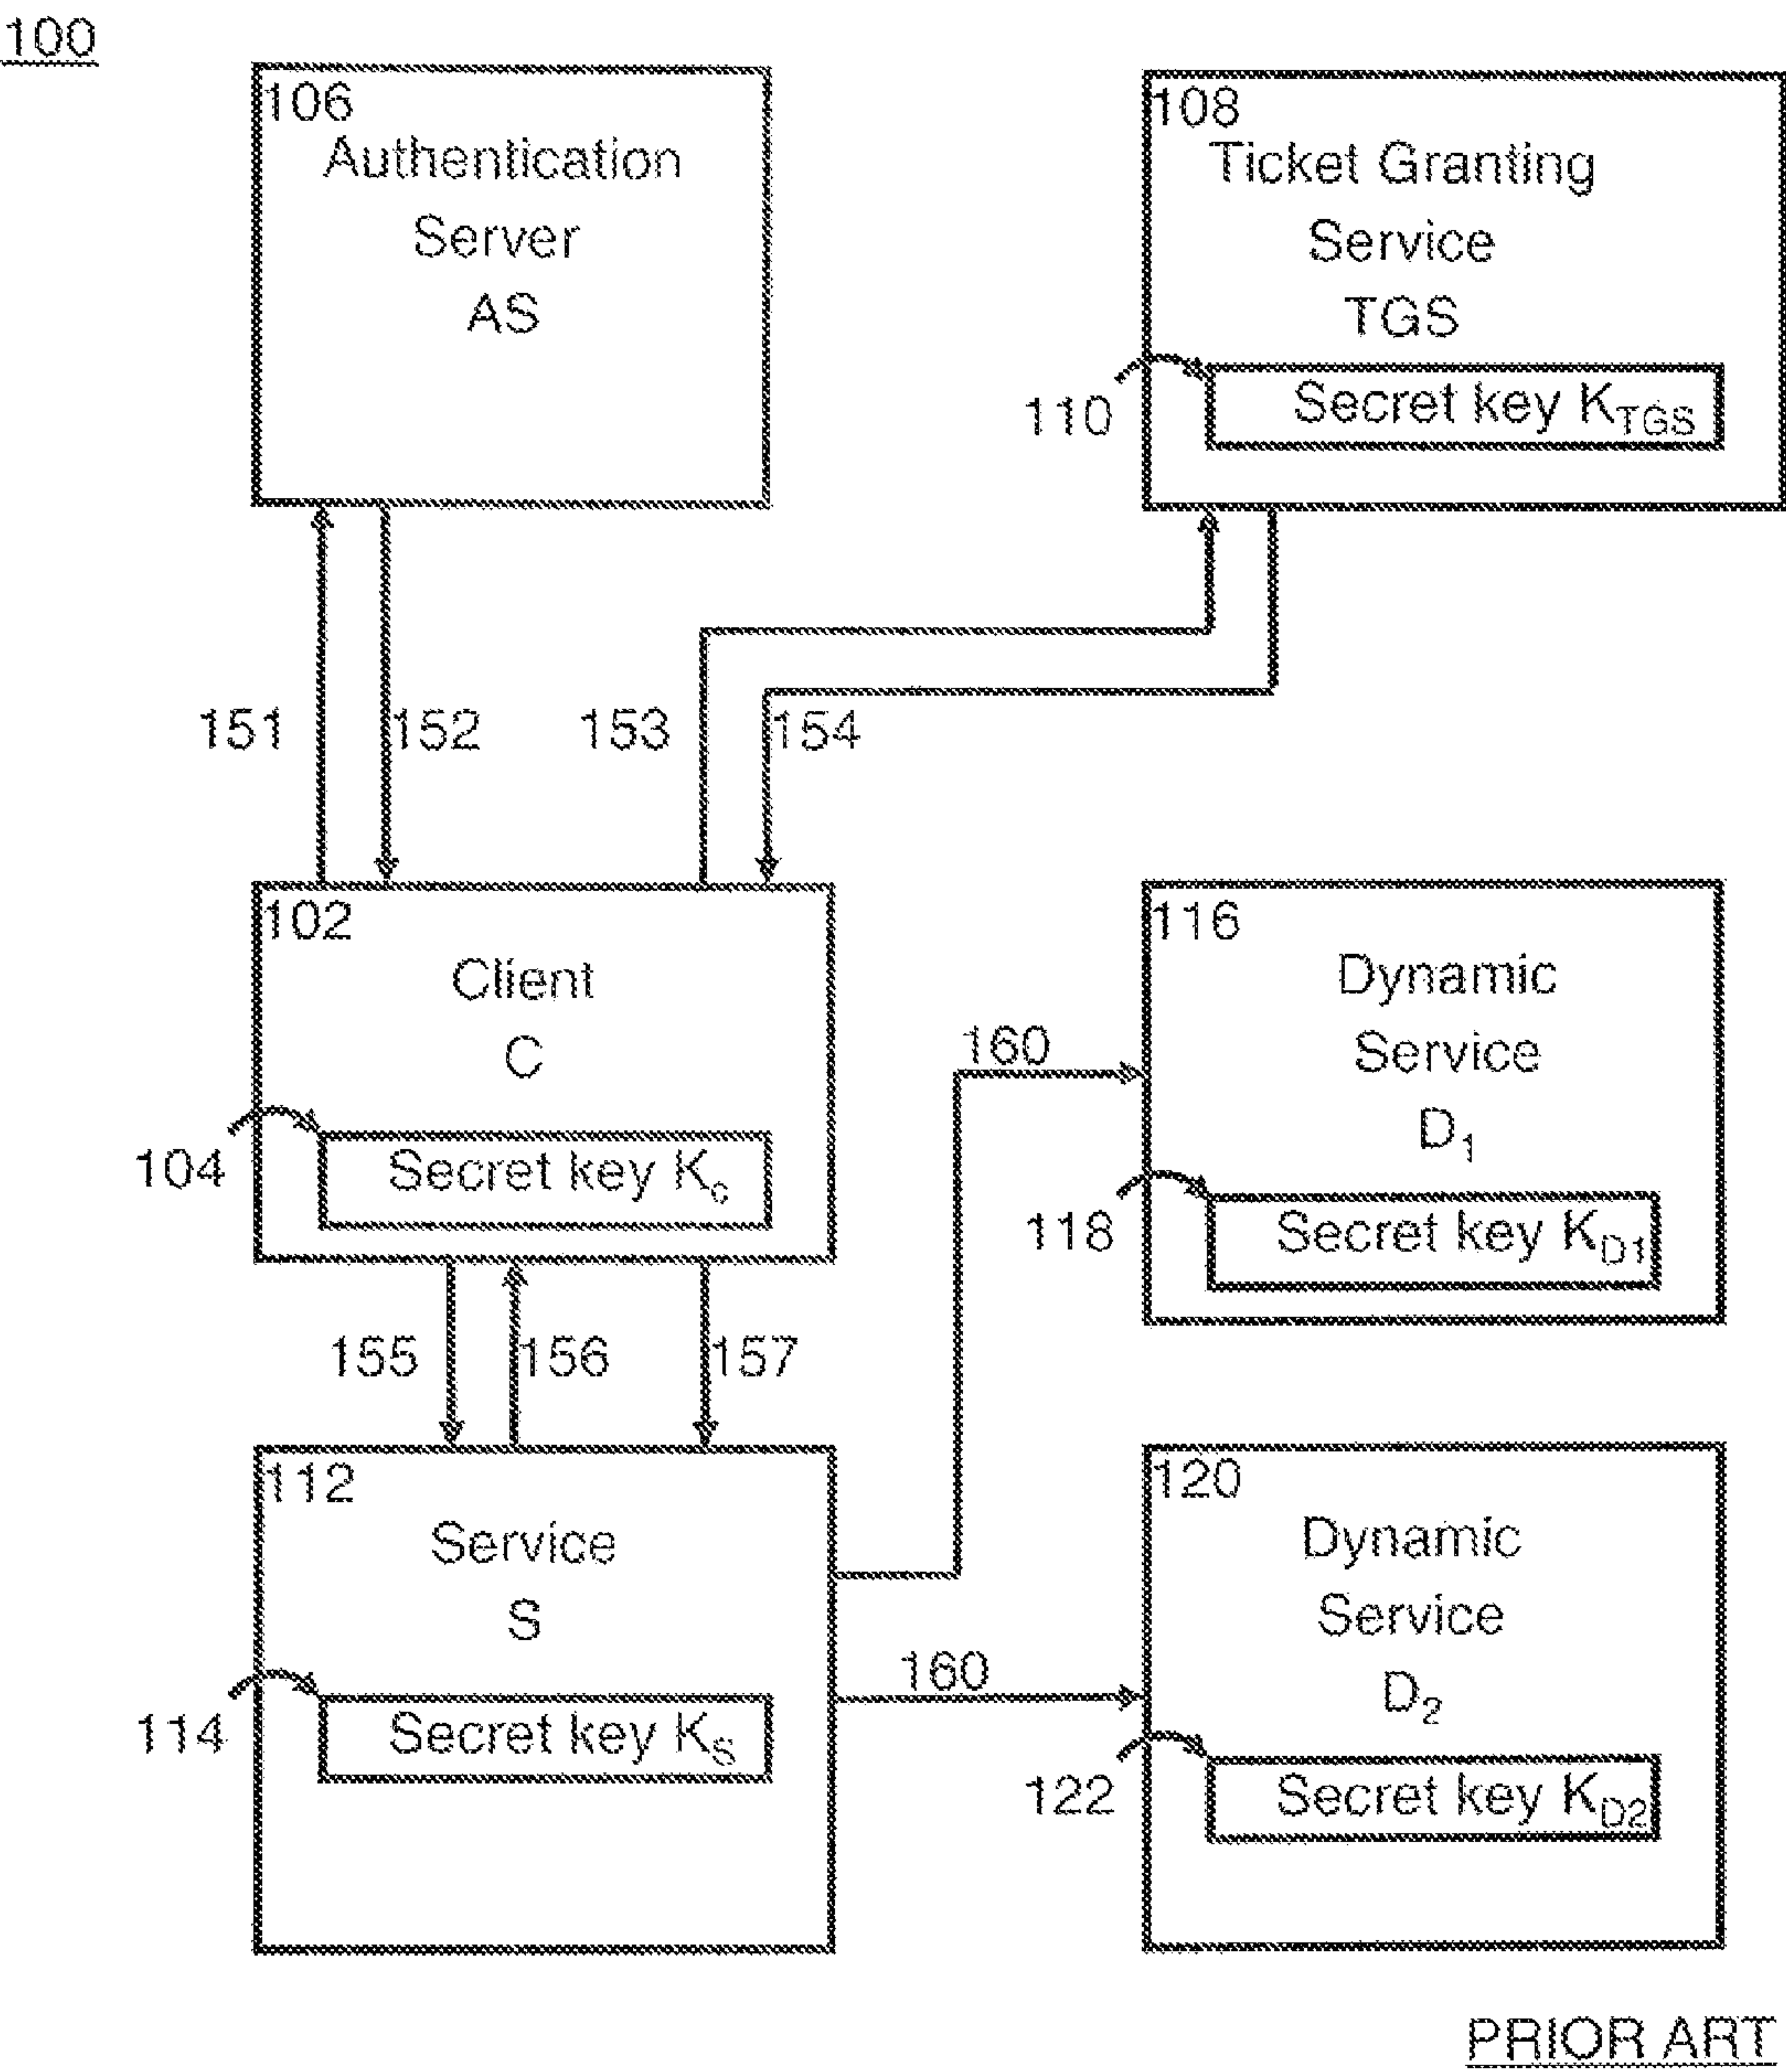 100
106
Authentication
Server
AS
108
Ticket Granting
Service
TGS
110
Secret key K_TGS
151
152
153
154
102
Client
C
104
Secret key K_c
116
Dynamic
Service
D₁
118
Secret key K_D1
160
155
156
157
112
Service
S
114
Secret key K_S
160
120
Dynamic
Service
D₂
122
Secret key K_D2
PRIOR ART